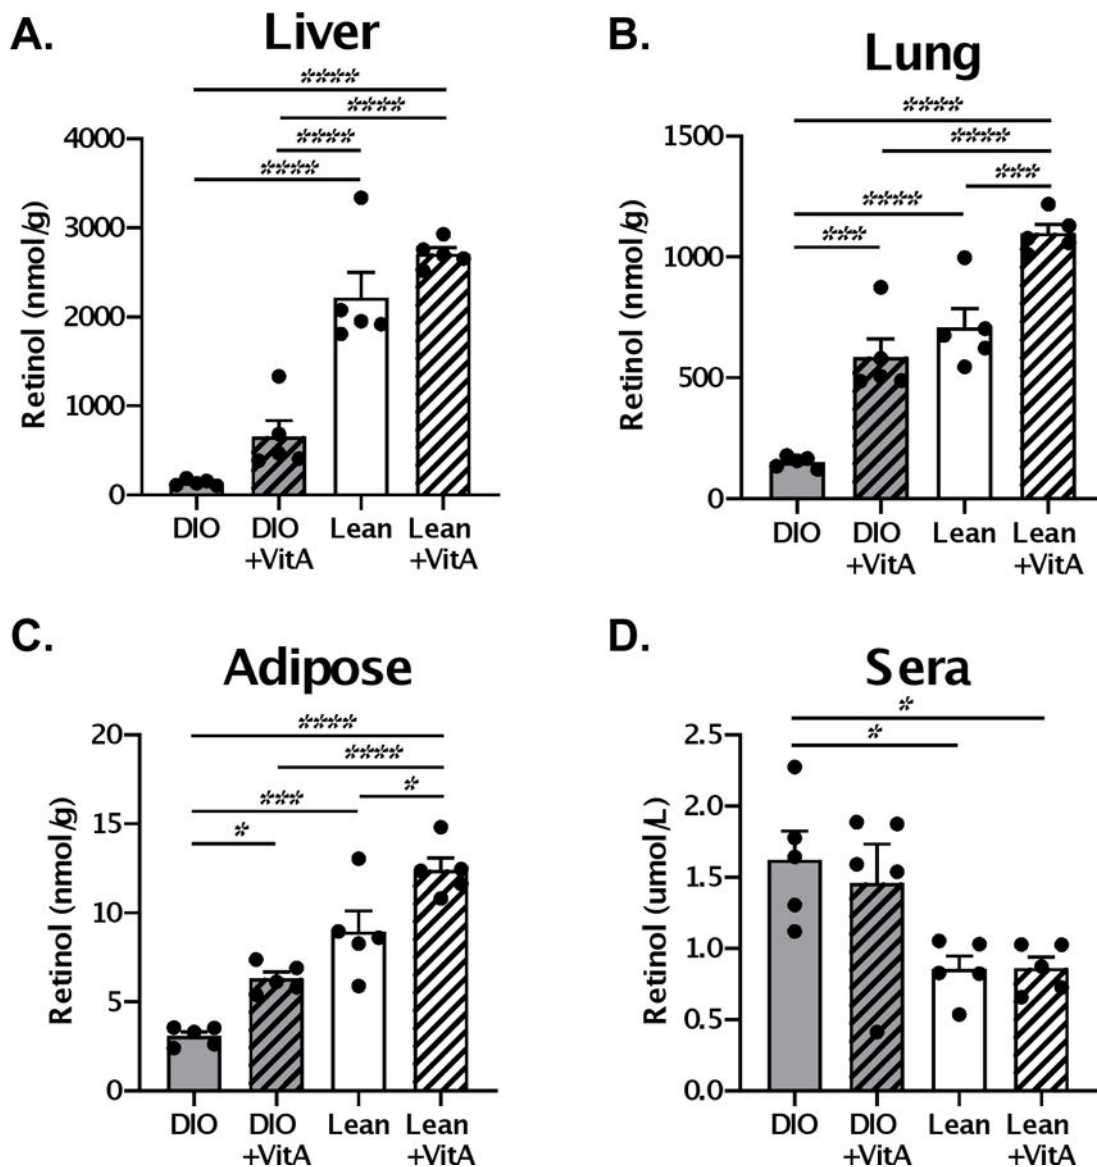 A.
Liver
****
****
****
****
Retinol (nmol/g)
4000
3000
2000
1000
0
DIO
DIO
+VitA
Lean
Lean
+VitA
B.
Lung
****
****
***
****
***
Retinol (nmol/g)
1500
1000
500
0
DIO
DIO
+VitA
Lean
Lean
+VitA
C.
Adipose
****
****
***
*
*
Retinol (nmol/g)
20
15
10
5
0
DIO
DIO
+VitA
Lean
Lean
+VitA
D.
Sera
*
*
Retinol (umol/L)
2.5
2.0
1.5
1.0
0.5
0.0
DIO
DIO
+VitA
Lean
Lean
+VitA